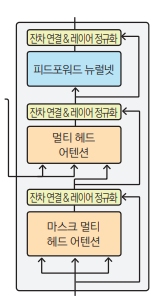 잔차 연결 & 레이어 정규화
피드포워드 뉴럴넷
잔차 연결 & 레이어 정규화
멀티 헤드
어텐션
잔차 연결 & 레이어 정규화
마스크 멀티
헤드 어텐션